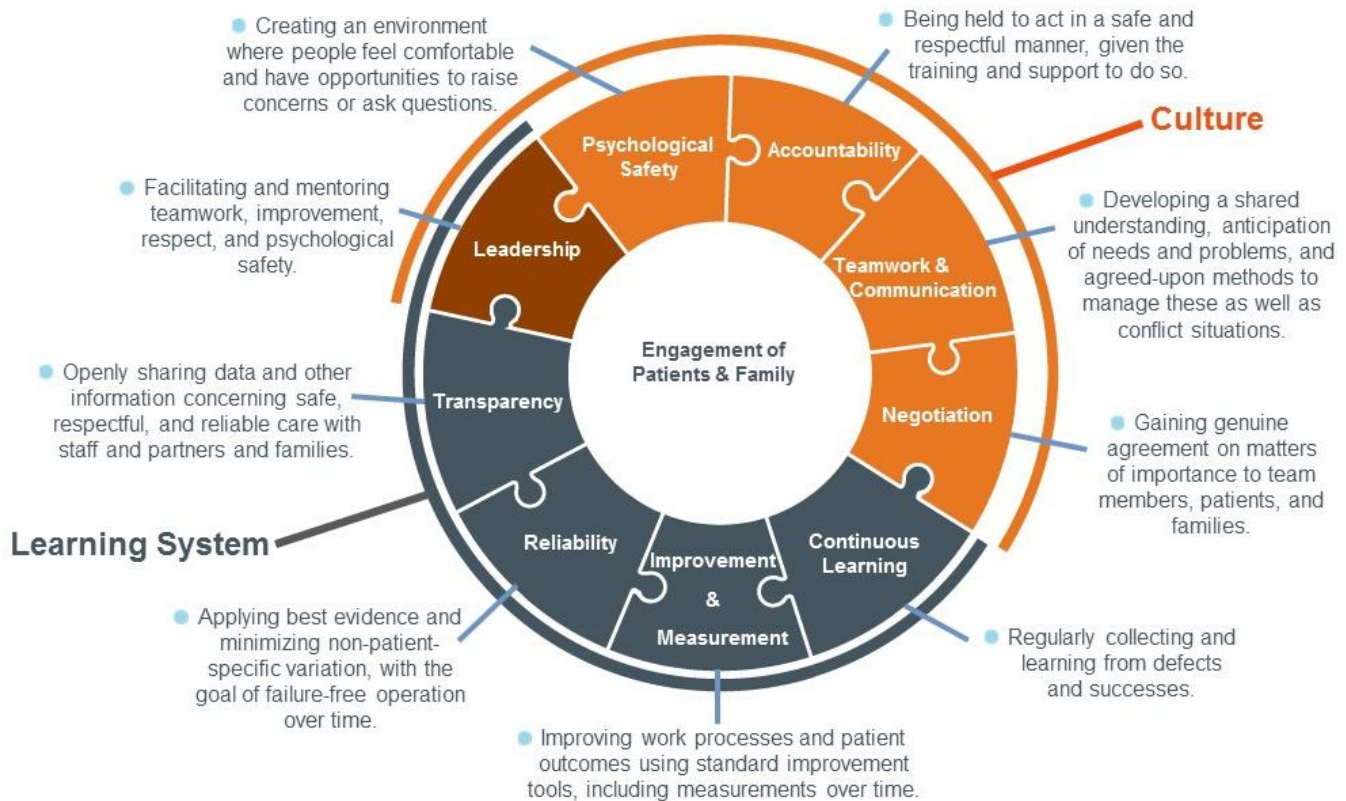 Creating an environment
where people feel comfortable
and have opportunities to raise
concerns or ask questions.
Being held to act in a safe and
respectful manner, given the
training and support to do so.
Culture
Psychological
Safety
Accountability
Facilitating and mentoring
teamwork, improvement,
respect, and psychological
safety.
Leadership
Developing a shared
understanding, anticipation
of needs and problems, and
agreed-upon methods to
manage these as well as
conflict situations.
Teamwork &
Communication
Engagement of
Patients & Family
Openly sharing data and other
information concerning safe,
respectful, and reliable care with
staff and partners and families.
Transparency
Negotiation
Gaining genuine
agreement on matters
of importance to team
members, patients, and
families.
Learning System
Reliability
Improvement
&
Measurement
Continuous
Learning
Applying best evidence and
minimizing non-patient-
specific variation, with the
goal of failure-free operation
over time.
Regularly collecting and
learning from defects
and successes.
Improving work processes and patient
outcomes using standard improvement
tools, including measurements over time.